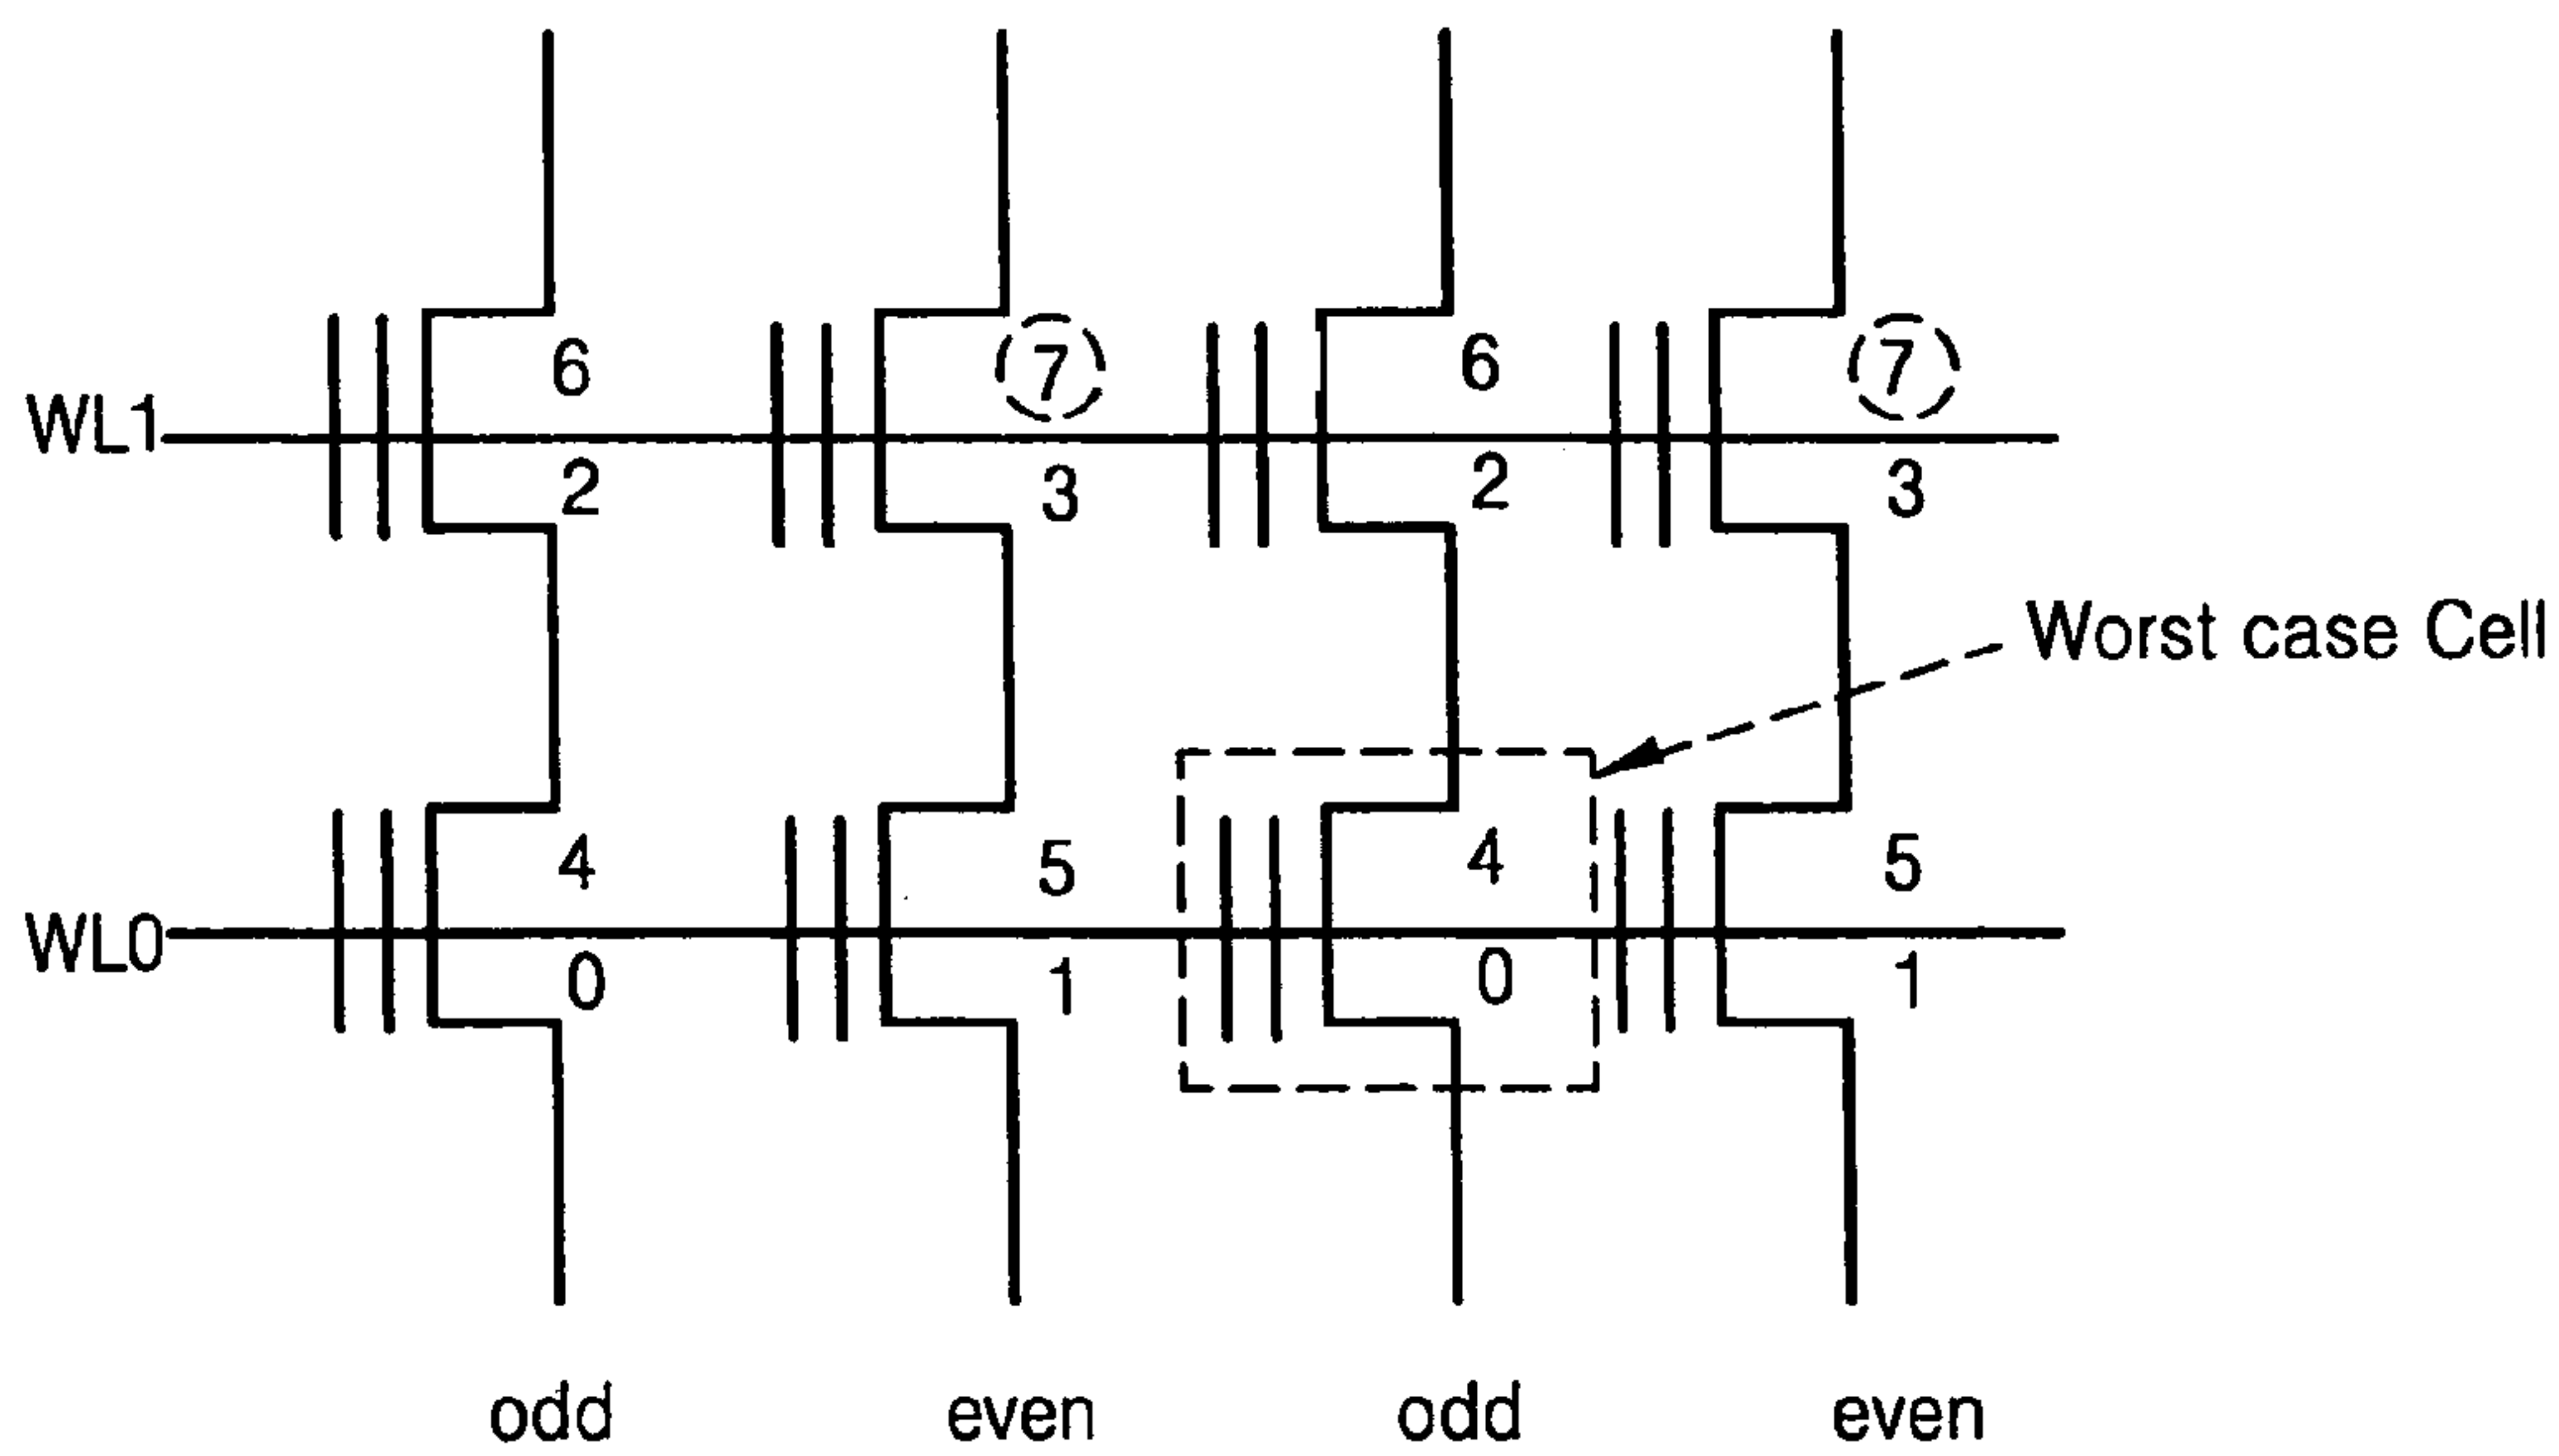 6 7 6 7
WL1
2 3 2 3
Worst case Cell
4 5 4 5
WL0
0 1 0 1
odd even odd even